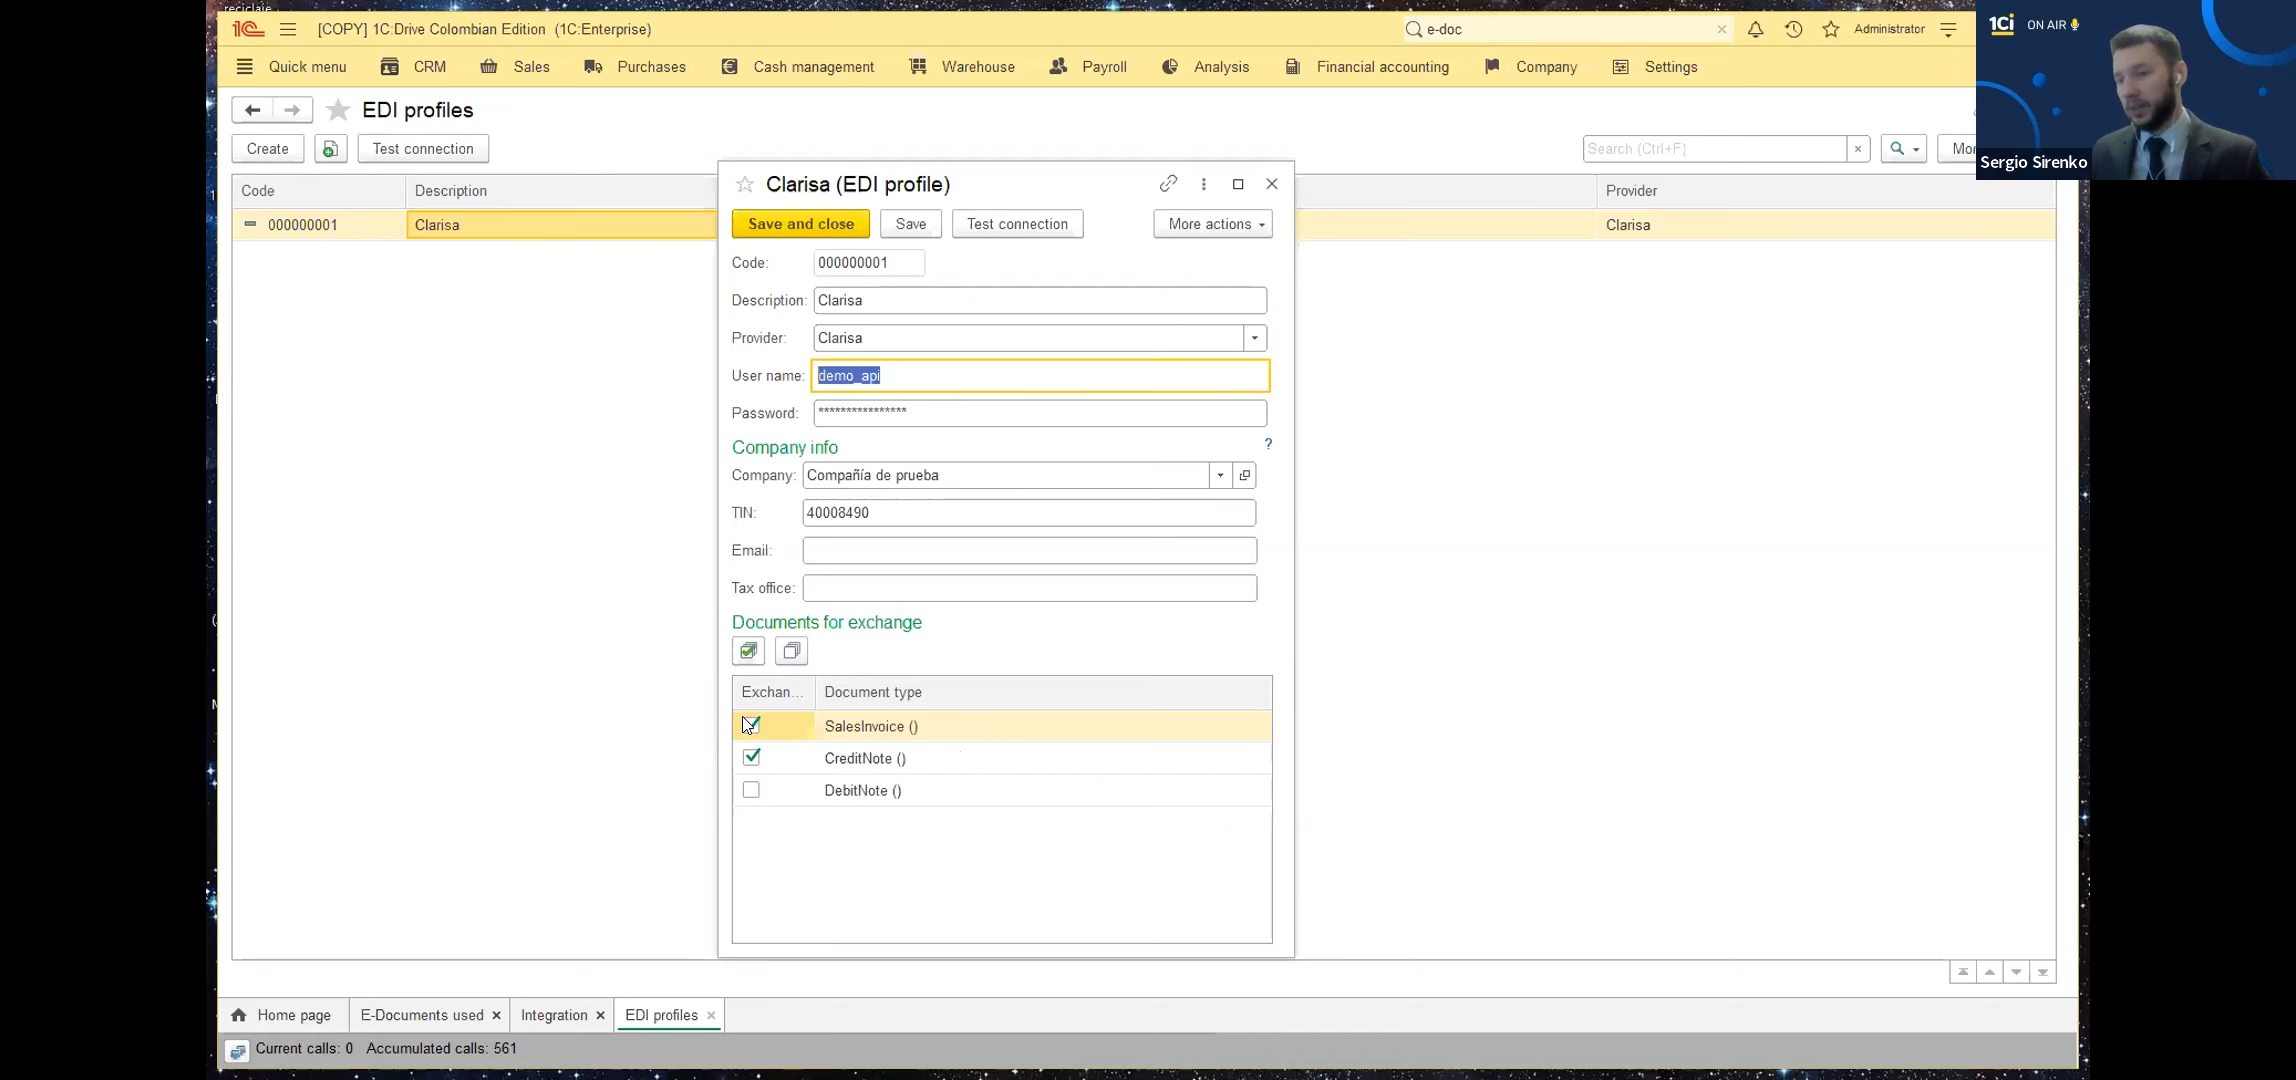 reciclaje
1C [COPY] 1C:Drive Colombian Edition (1C:Enterprise) e-doc × Administrator
1Ci ON AIR
Quick menu CRM Sales Purchases Cash management Warehouse Payroll Analysis Financial accounting Company Settings
EDI profiles
Create Test connection Search (Ctrl+F) × Mor
Sergio Sirenko
Code Description Provider
000000001 Clarisa Clarisa
Clarisa (EDI profile)
Save and close Save Test connection More actions
Code: 000000001
Description: Clarisa
Provider: Clarisa
User name: demo_api
Password: ****************
Company info ?
Company: Compañía de prueba
TIN: 40008490
Email:
Tax office:
Documents for exchange
Exchan... Document type
SalesInvoice ()
CreditNote ()
DebitNote ()
Home page E-Documents used × Integration × EDI profiles ×
Current calls: 0 Accumulated calls: 561